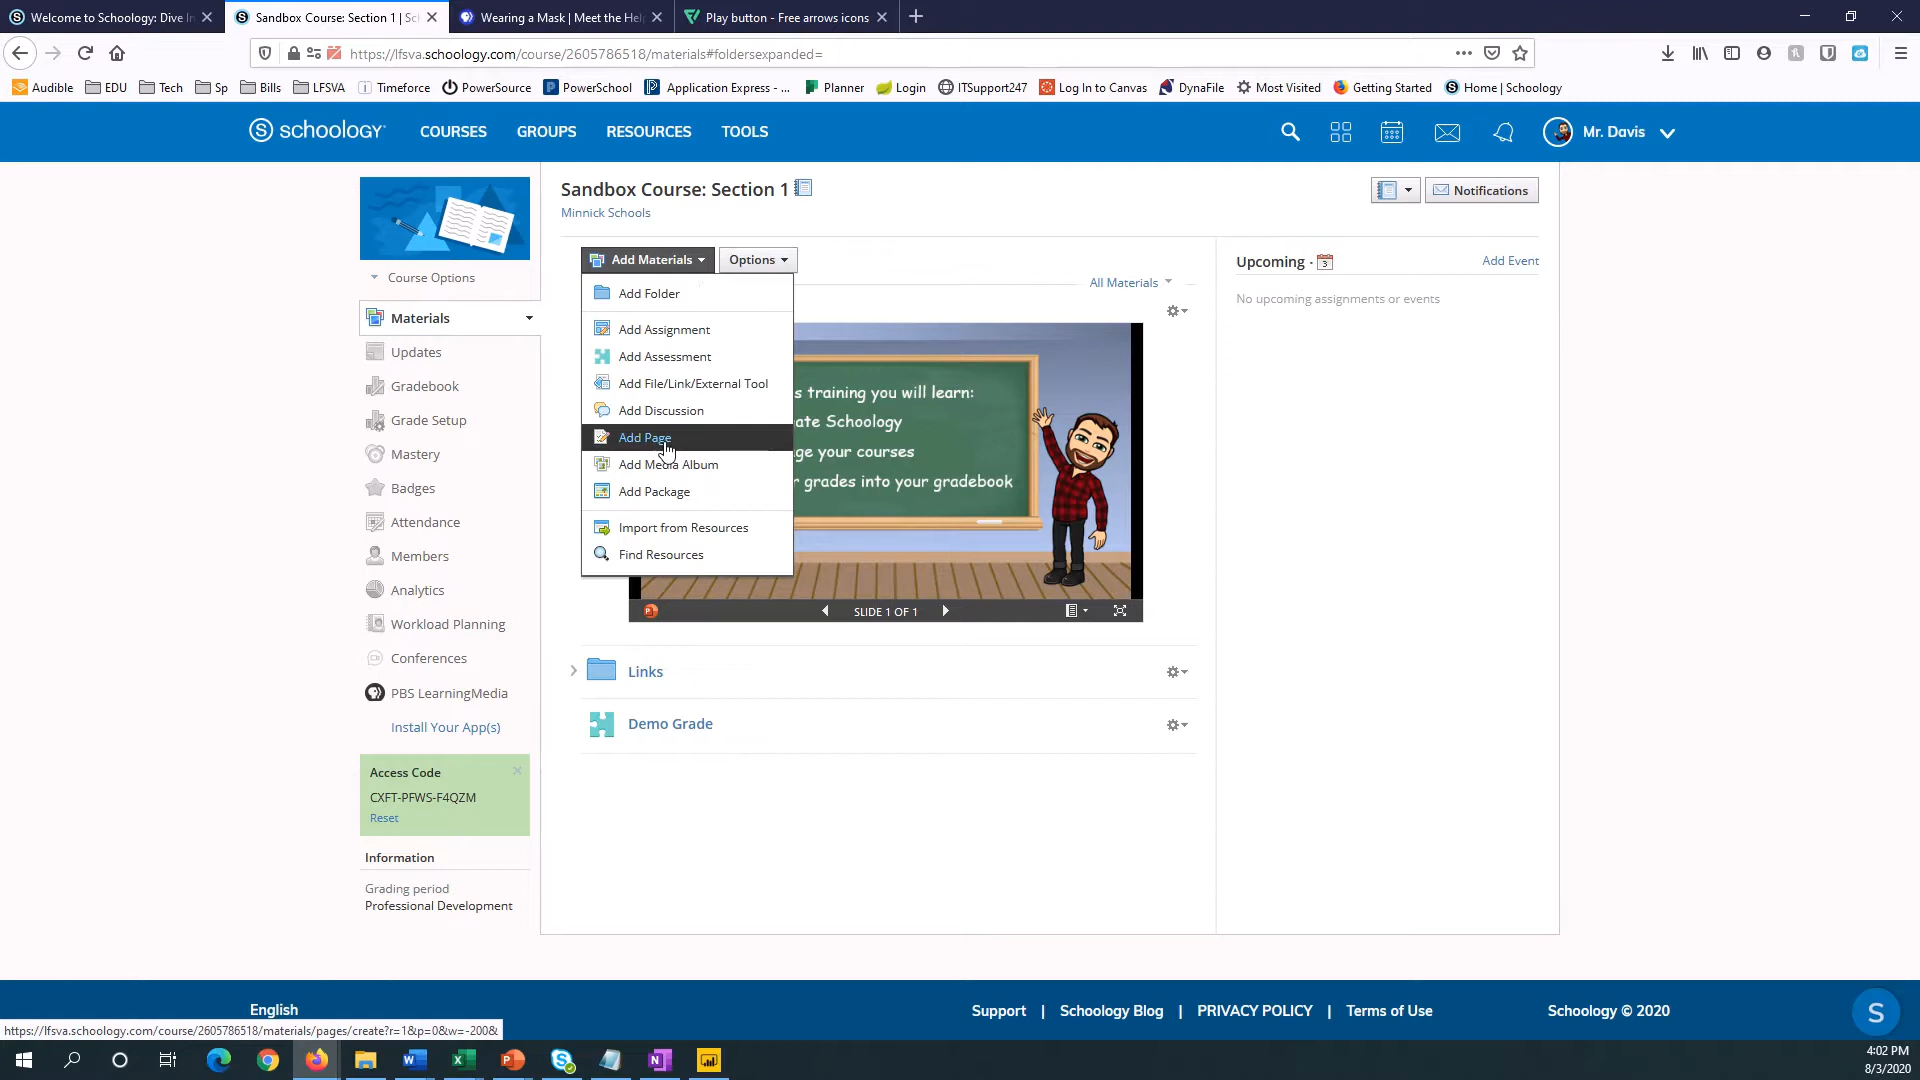 Welcome to Schoology: Dive In
Sandbox Course: Section 1 | Sc
Wearing a Mask | Meet the Hel
Play button - Free arrows icons
https://lfsva.schoology.com/course/2605786518/materials#foldersexpanded=
Audible EDU Tech Sp Bills LFSVA Timeforce PowerSource PowerSchool Application Express - ... Planner Login ITSupport247 Log In to Canvas DynaFile Most Visited Getting Started Home | Schoology
S schoology COURSES GROUPS RESOURCES TOOLS Mr. Davis
Sandbox Course: Section 1
Notifications
Minnick Schools
Add Materials Options
Upcoming · 3 Add Event
Course Options
All Materials
Add Folder
No upcoming assignments or events
Materials
Add Assignment
Updates
Add Assessment
Gradebook
Add File/Link/External Tool
s training you will learn:
Grade Setup
Add Discussion
ate Schoology
Add Page
Mastery
ge your courses
Add Media Album
r grades into your gradebook
Badges
Add Package
Attendance
Import from Resources
Members
Find Resources
Analytics
SLIDE 1 OF 1
Workload Planning
Conferences
Links
PBS LearningMedia
Install Your App(s)
Demo Grade
Access Code
CXFT-PFWS-F4QZM
Reset
Information
Grading period
Professional Development
English
Support | Schoology Blog | PRIVACY POLICY | Terms of Use
Schoology © 2020
S
https://lfsva.schoology.com/course/2605786518/materials/pages/create?r=1&p=0&w=-200&
4:02 PM
8/3/2020